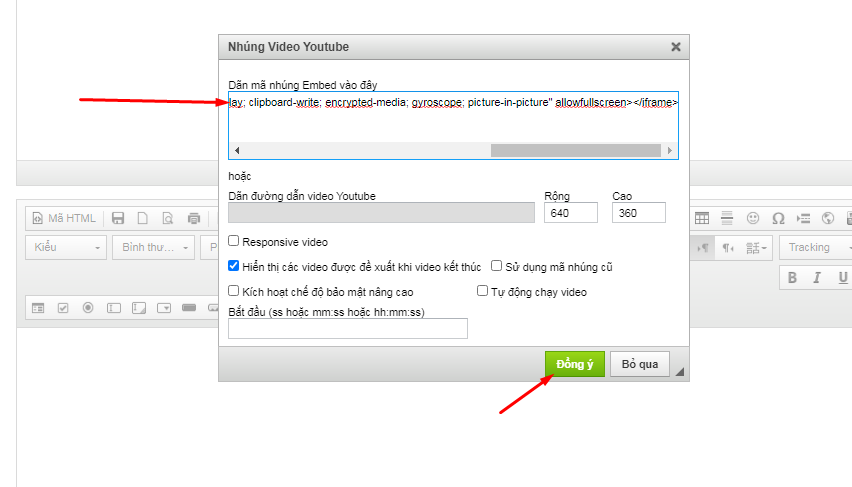 Nhúng Video Youtube
Dãn mã nhúng Embed vào đây
lay; clipboard-write; encrypted-media; gyroscope; picture-in-picture" allowfullscreen></iframe>
hoặc
Dãn đường dẫn video Youtube Rộng Cao
640 360
Mã HTML
Kiểu Bình thư... P 話 Tracking
Responsive video
Hiển thị các video được đề xuất khi video kết thúc Sử dụng mã nhúng cũ
B I U
Kích hoạt chế độ bảo mật nâng cao Tự động chạy video
Bắt đầu (ss hoặc mm:ss hoặc hh:mm:ss)
Đồng ý Bỏ qua